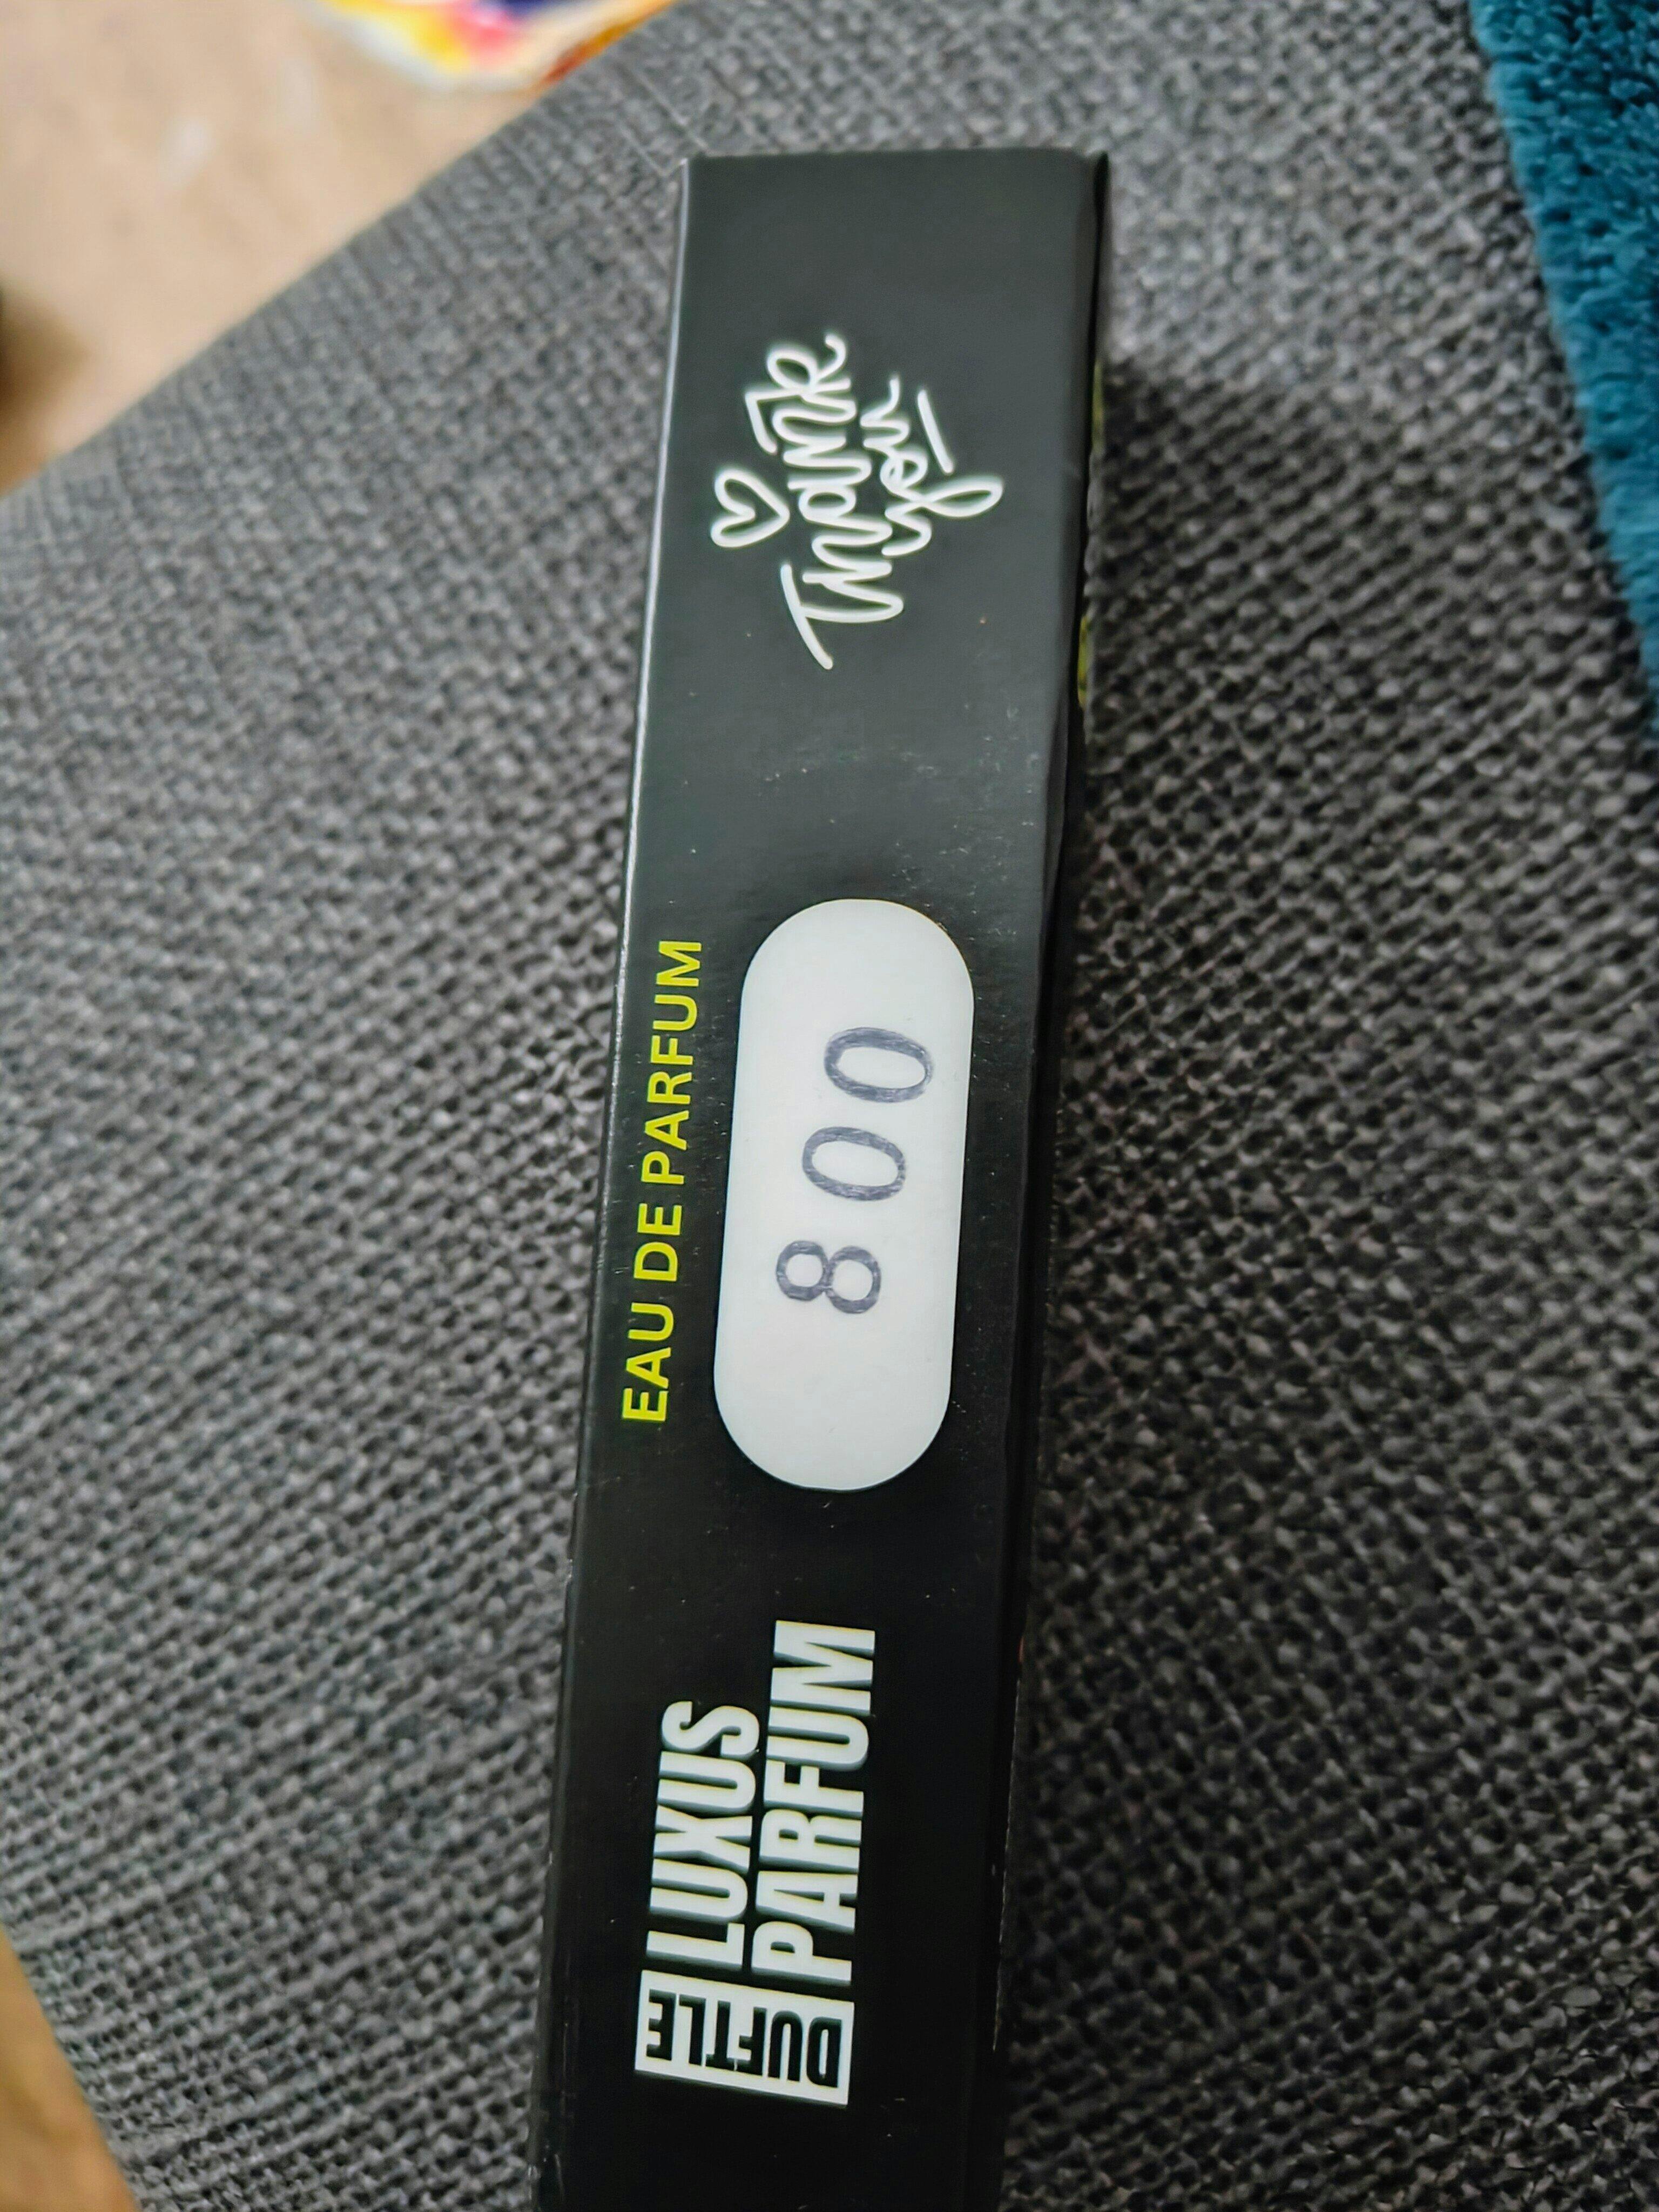 DUFTLE
LUXUS
PARFUM
EAU DE PARFUM
800
Thank
you